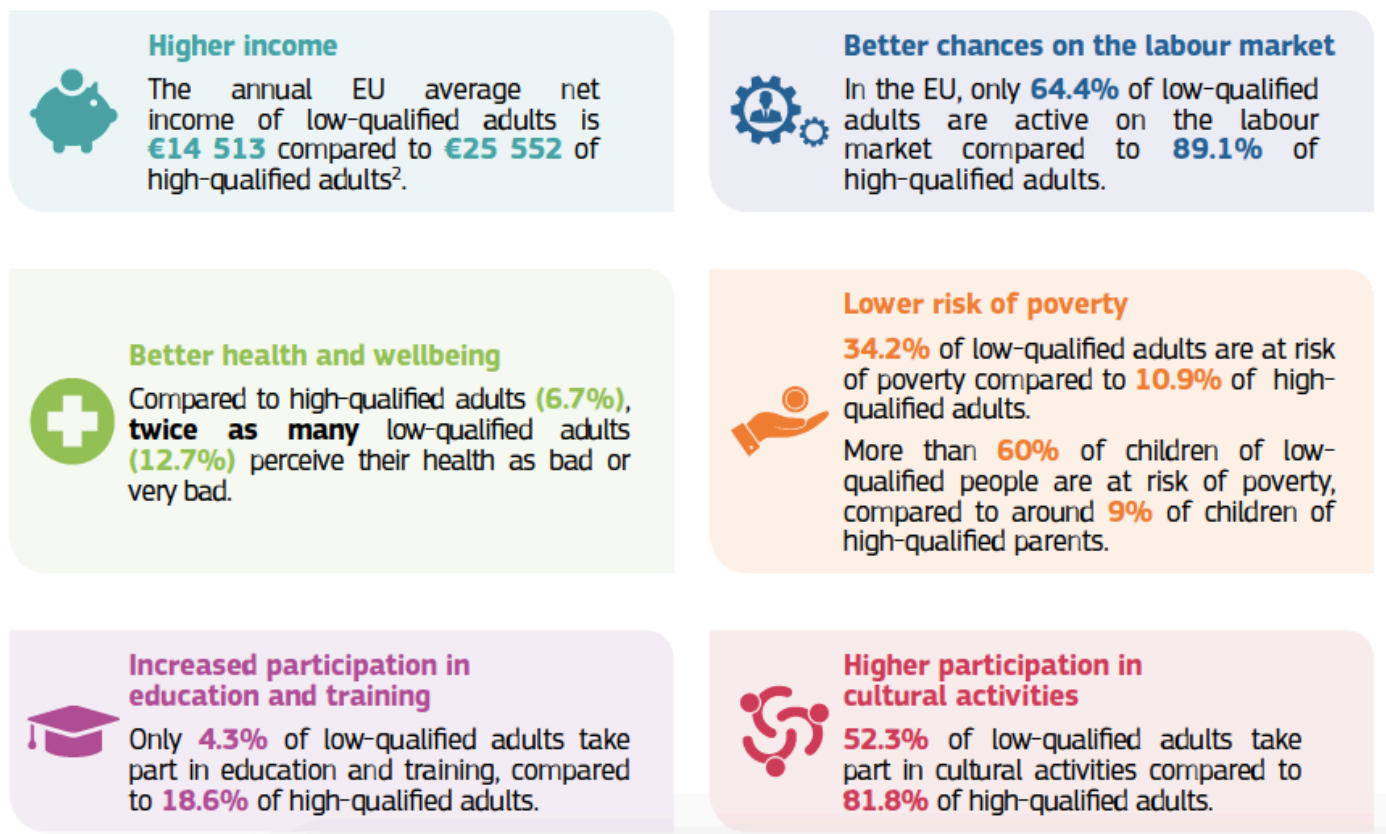 Higher income
The annual EU average net
income of low-qualified adults is
€14 513 compared to €25 552 of
high-qualified adults².
Better chances on the labour market
In the EU, only 64.4% of low-qualified
adults are active on the labour
market compared to 89.1% of
high-qualified adults.
Better health and wellbeing
Compared to high-qualified adults (6.7%),
twice as many low-qualified adults
(12.7%) perceive their health as bad or
very bad.
Lower risk of poverty
34.2% of low-qualified adults are at risk
of poverty compared to 10.9% of high-
qualified adults.
More than 60% of children of low-
qualified people are at risk of poverty,
compared to around 9% of children of
high-qualified parents.
Increased participation in
education and training
Only 4.3% of low-qualified adults take
part in education and training, compared
to 18.6% of high-qualified adults.
Higher participation in
cultural activities
52.3% of low-qualified adults take
part in cultural activities compared to
81.8% of high-qualified adults.